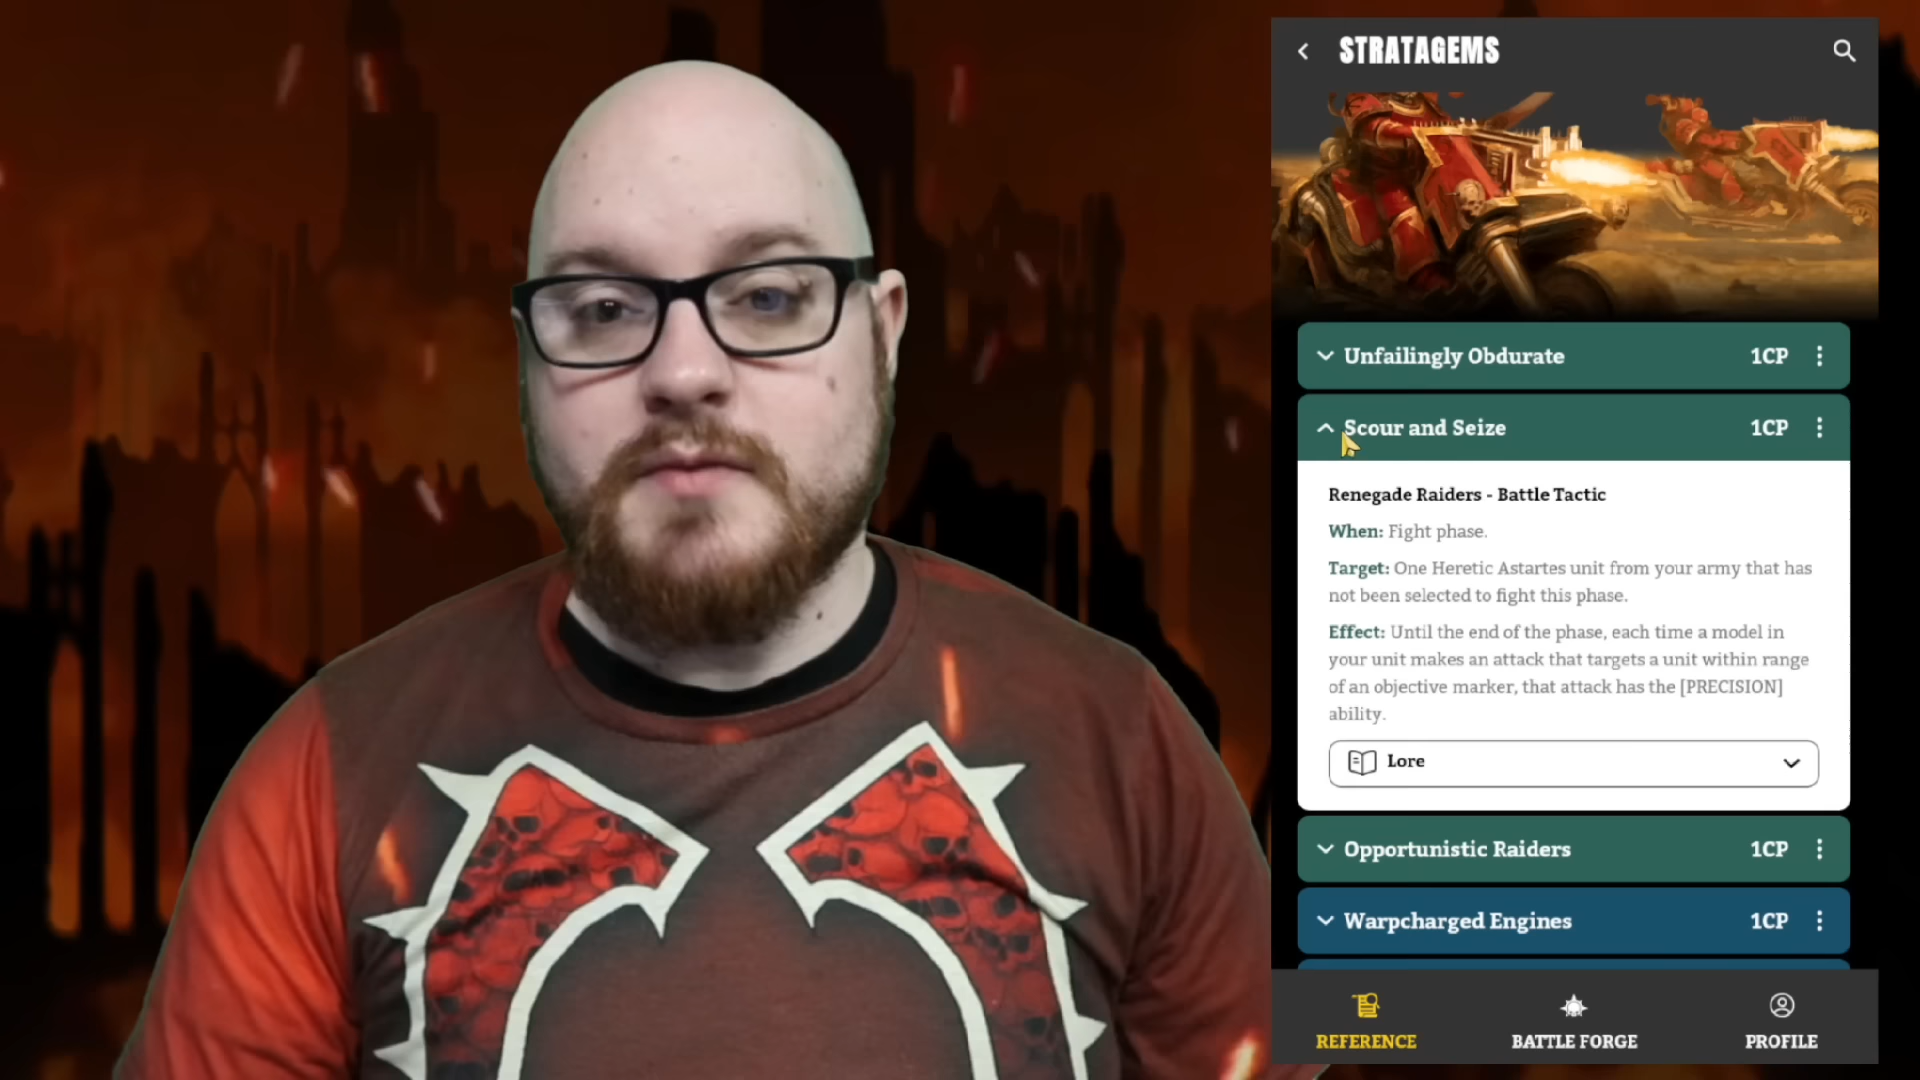 STRATAGEMS
Unfailingly Obdurate 1CP
Scour and Seize 1CP
Renegade Raiders - Battle Tactic
When: Fight phase.
Target: One Heretic Astartes unit from your army that has
not been selected to fight this phase.
Effect: Until the end of the phase, each time a model in
your unit makes an attack that targets a unit within range
of an objective marker, that attack has the [PRECISION]
ability.
Lore
Opportunistic Raiders 1CP
Warpcharged Engines 1CP
REFERENCE BATTLE FORGE PROFILE